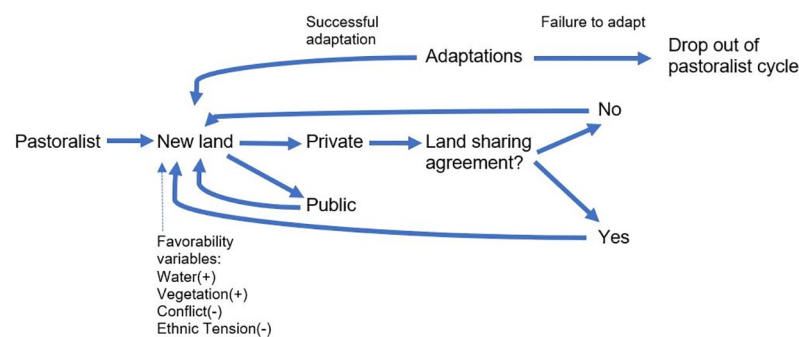 Successful
adaptation
Failure to adapt
Adaptations
Drop out of
pastoralist cycle
No
Pastoralist
New land
Private
Land sharing
agreement?
Public
Yes
Favorability
variables:
Water(+)
Vegetation(+)
Conflict(-)
Ethnic Tension(-)